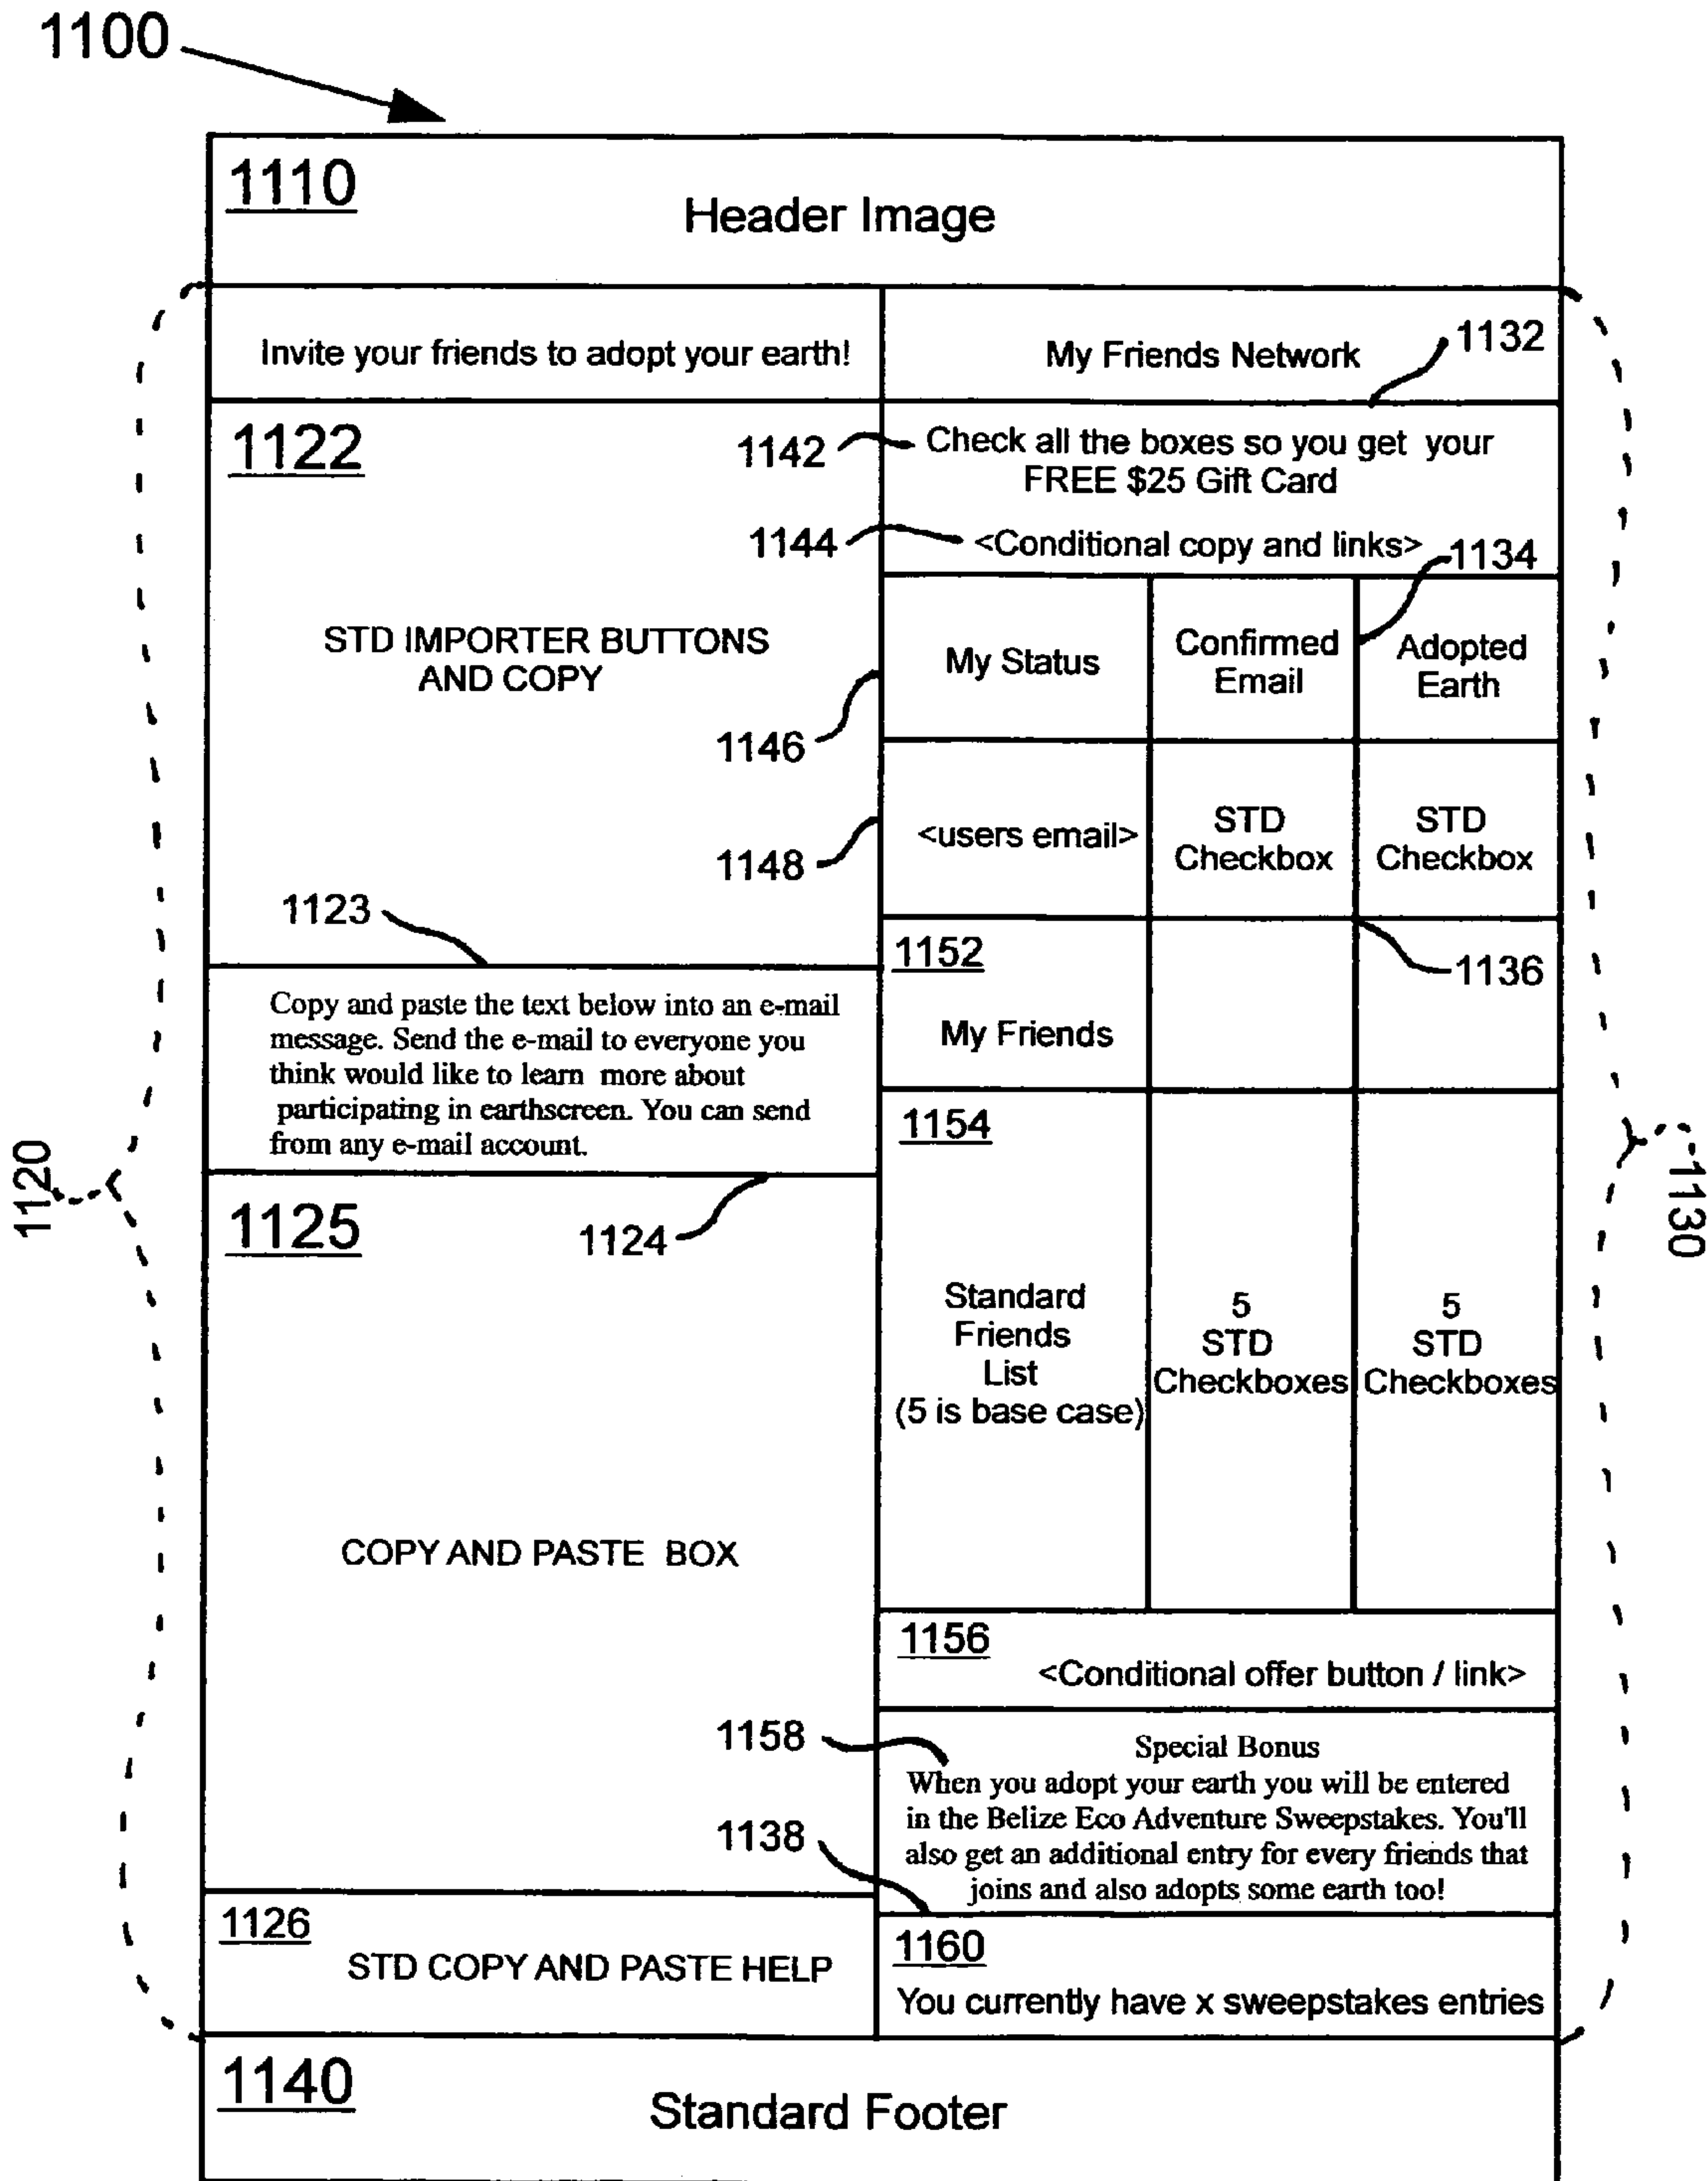 1100
1110
Header Image
Invite your friends to adopt your earth!
My Friends Network
1132
1122
1142
Check all the boxes so you get your
FREE $25 Gift Card
1144
<Conditional copy and links>
1134
STD IMPORTER BUTTONS
AND COPY
My Status
Confirmed
Email
Adopted
Earth
1146
<users email>
STD
Checkbox
STD
Checkbox
1148
1123
1152
1136
My Friends
Copy and paste the text below into an e-mail
message. Send the e-mail to everyone you
think would like to learn more about
participating in earthscreen. You can send
from any e-mail account.
1120
1130
1154
1125
1124
Standard
Friends
List
(5 is base case)
5
STD
Checkboxes
5
STD
Checkboxes
COPY AND PASTE BOX
1156
<Conditional offer button / link>
1158
Special Bonus
When you adopt your earth you will be entered
in the Belize Eco Adventure Sweepstakes. You'll
also get an additional entry for every friends that
joins and also adopts some earth too!
1138
1126
STD COPY AND PASTE HELP
1160
You currently have x sweepstakes entries
1140
Standard Footer